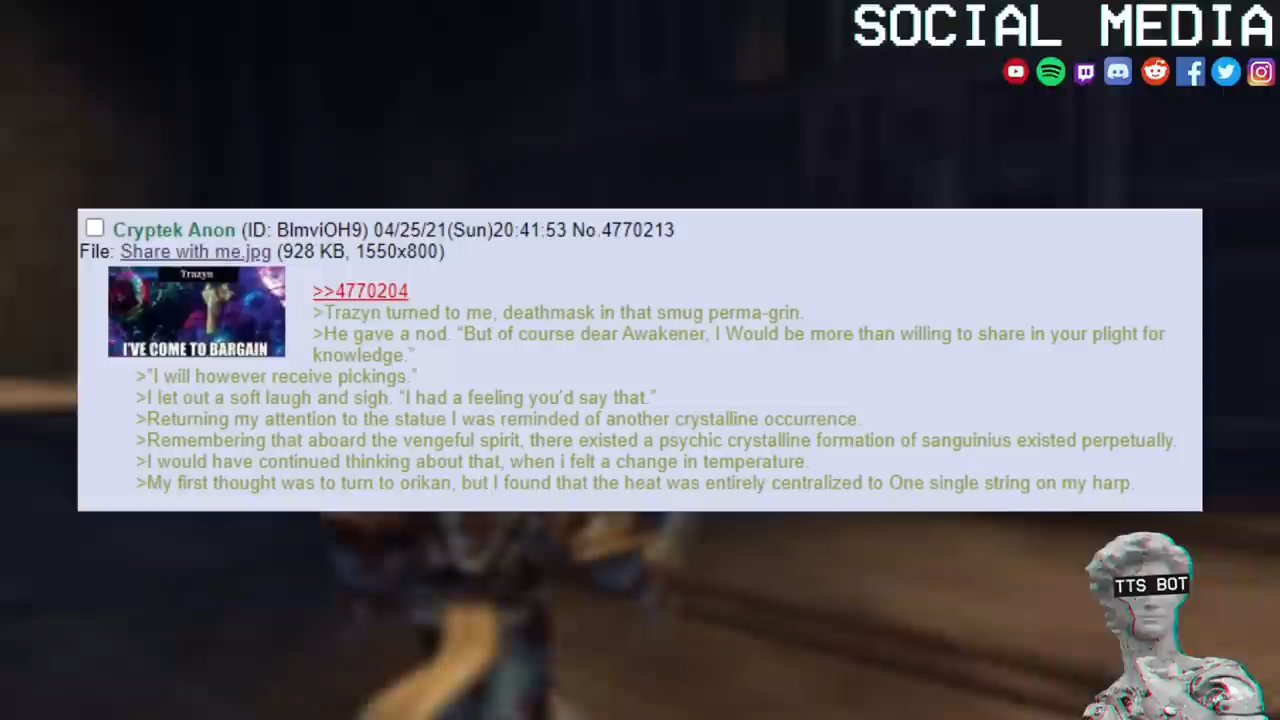 SOCIAL MEDIA
Cryptek Anon (ID: BlmviOH9) 04/25/21(Sun)20:41:53 No.4770213
File: Share with me.jpg (928 KB, 1550x800)
Trazyn
I'VE COME TO BARGAIN
>>4770204
>Trazyn turned to me, deathmask in that smug perma-grin.
>He gave a nod. “But of course dear Awakener, I Would be more than willing to share in your plight for
knowledge.”
>”I will however receive pickings.”
>I let out a soft laugh and sigh. “I had a feeling you’d say that.”
>Returning my attention to the statue I was reminded of another crystalline occurrence.
>Remembering that aboard the vengeful spirit, there existed a psychic crystalline formation of sanguinius existed perpetually.
>I would have continued thinking about that, when i felt a change in temperature.
>My first thought was to turn to orikan, but I found that the heat was entirely centralized to One single string on my harp.
TTS BOT